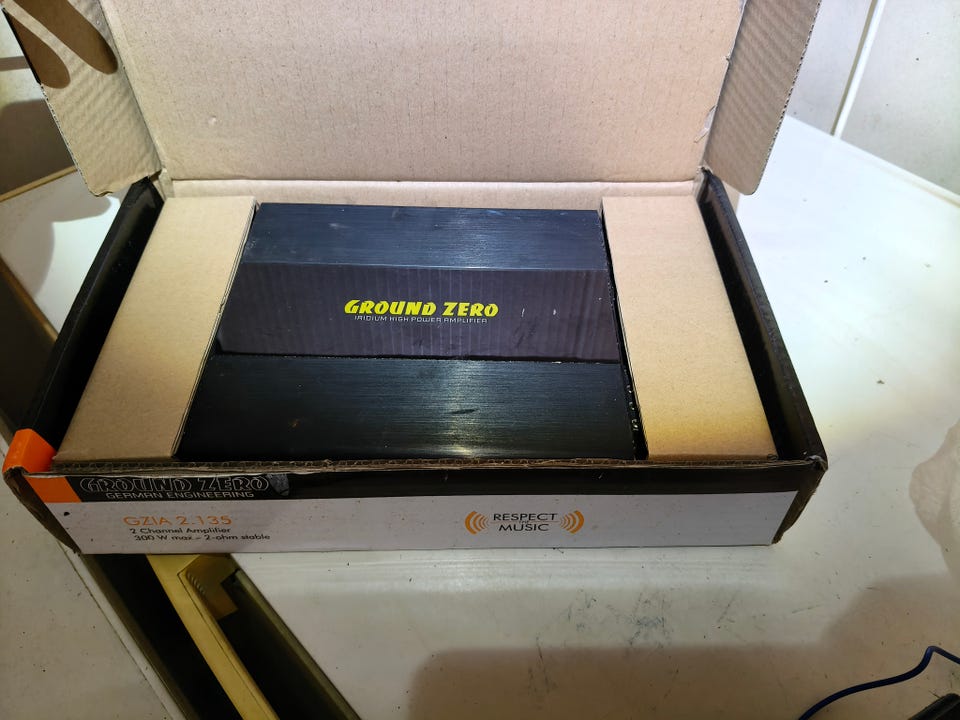 GROUND ZERO
IRIDIUM HIGH POWER AMPLIFIER
GROUND ZERO
GERMAN ENGINEERING
GZIA 2.135
2 Channel Amplifier
300 W max. - 2-ohm stable
RESPECT
THE
MUSIC